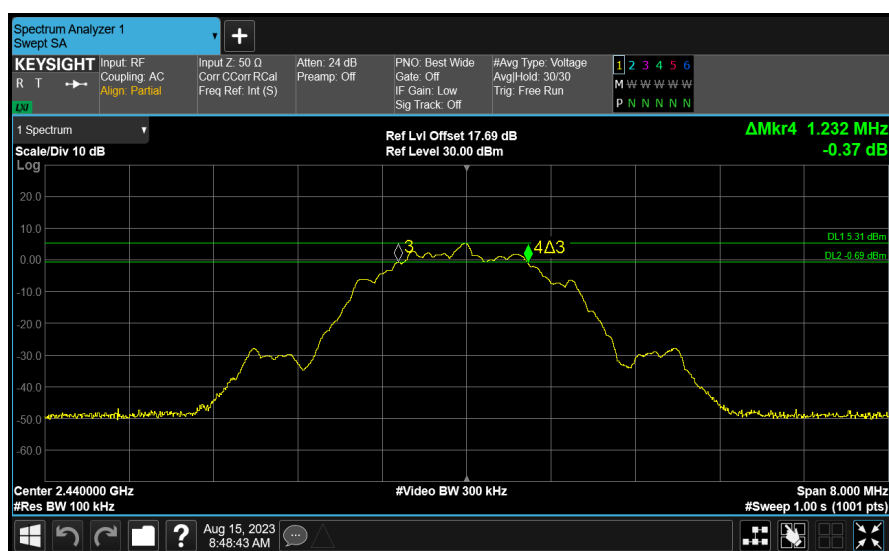 Spectrum Analyzer 1
Swept SA
+
KEYSIGHT
R T
LXI
Input: RF
Coupling: AC
Align: Partial
Input Z: 50 Ω
Corr CCorr RCal
Freq Ref: Int (S)
Atten: 24 dB
Preamp: Off
PNO: Best Wide
Gate: Off
IF Gain: Low
Sig Track: Off
#Avg Type: Voltage
Avg|Hold: 30/30
Trig: Free Run
1 2 3 4 5 6
M W W W W W
P N N N N N
1 Spectrum
Scale/Div 10 dB
Log
Ref Lvl Offset 17.69 dB
Ref Level 30.00 dBm
ΔMkr4 1.232 MHz
-0.37 dB
20.0
10.0
DL1 5.31 dBm
3
4Δ3
0.00
DL2 -0.69 dBm
-10.0
-20.0
-30.0
-40.0
-50.0
-60.0
Center 2.440000 GHz
#Res BW 100 kHz
#Video BW 300 kHz
Span 8.000 MHz
#Sweep 1.00 s (1001 pts)
?
Aug 15, 2023
8:48:43 AM